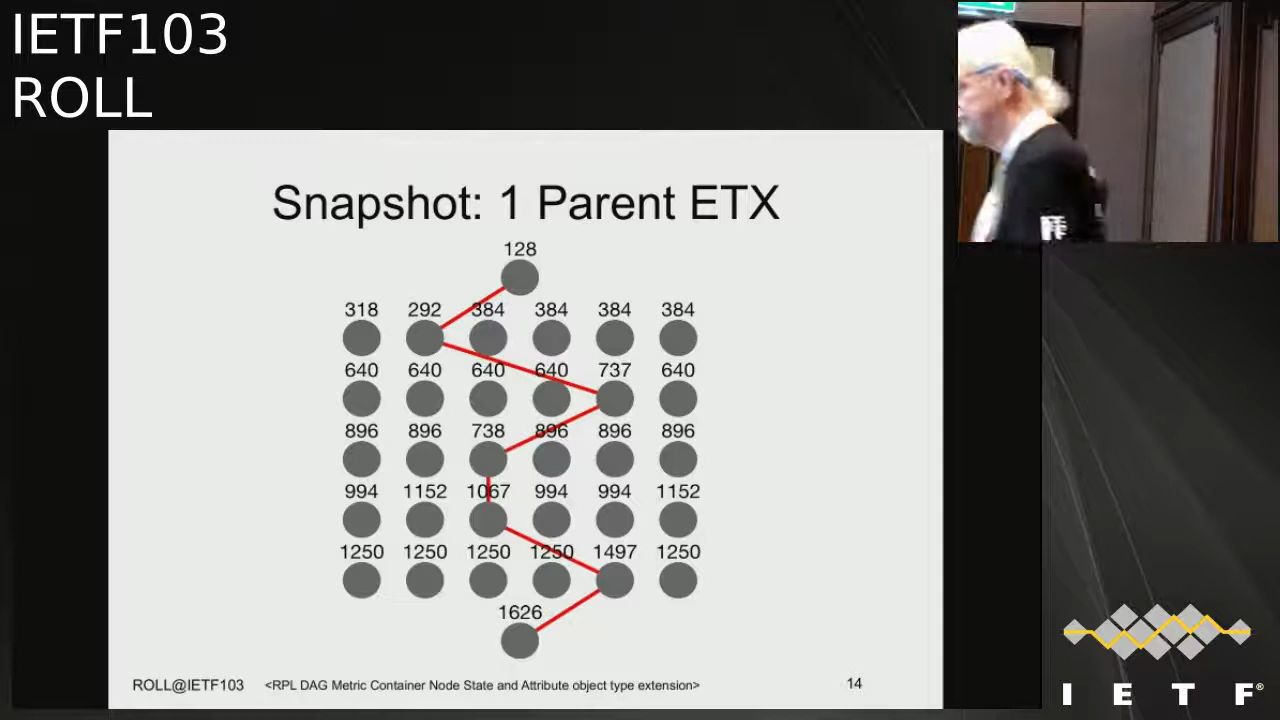 IETF103
ROLL
Snapshot: 1 Parent ETX
128
318 292 384 384 384 384
640 640 640 640 737 640
896 896 738 896 896 896
994 1152 1067 994 994 1152
1250 1250 1250 1250 1497 1250
1626
ROLL@IETF103 <RPL DAG Metric Container Node State and Attribute object type extension> 14
I E T F®